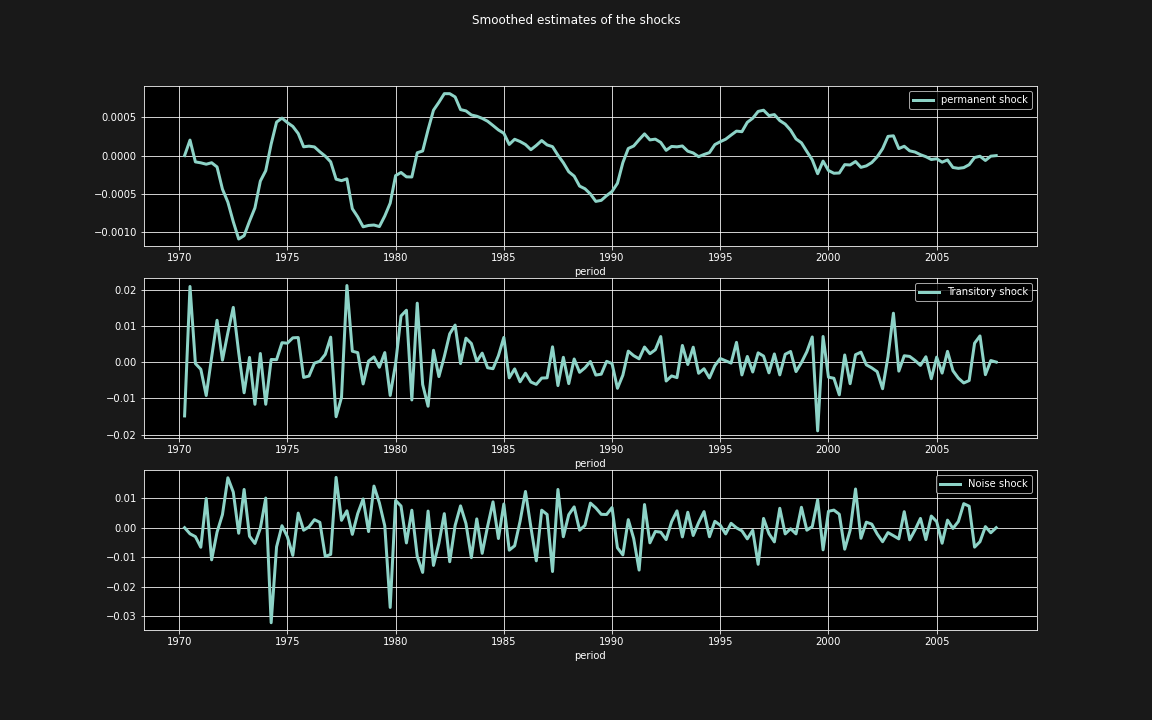 Smoothed estimates of the shocks
permanent shock
0.0005
0.0000
−0.0005
−0.0010
1970 1975 1980 1985 1990 1995 2000 2005
period
Transitory shock
0.02
0.01
0.00
−0.01
−0.02
1970 1975 1980 1985 1990 1995 2000 2005
period
Noise shock
0.01
0.00
−0.01
−0.02
−0.03
1970 1975 1980 1985 1990 1995 2000 2005
period